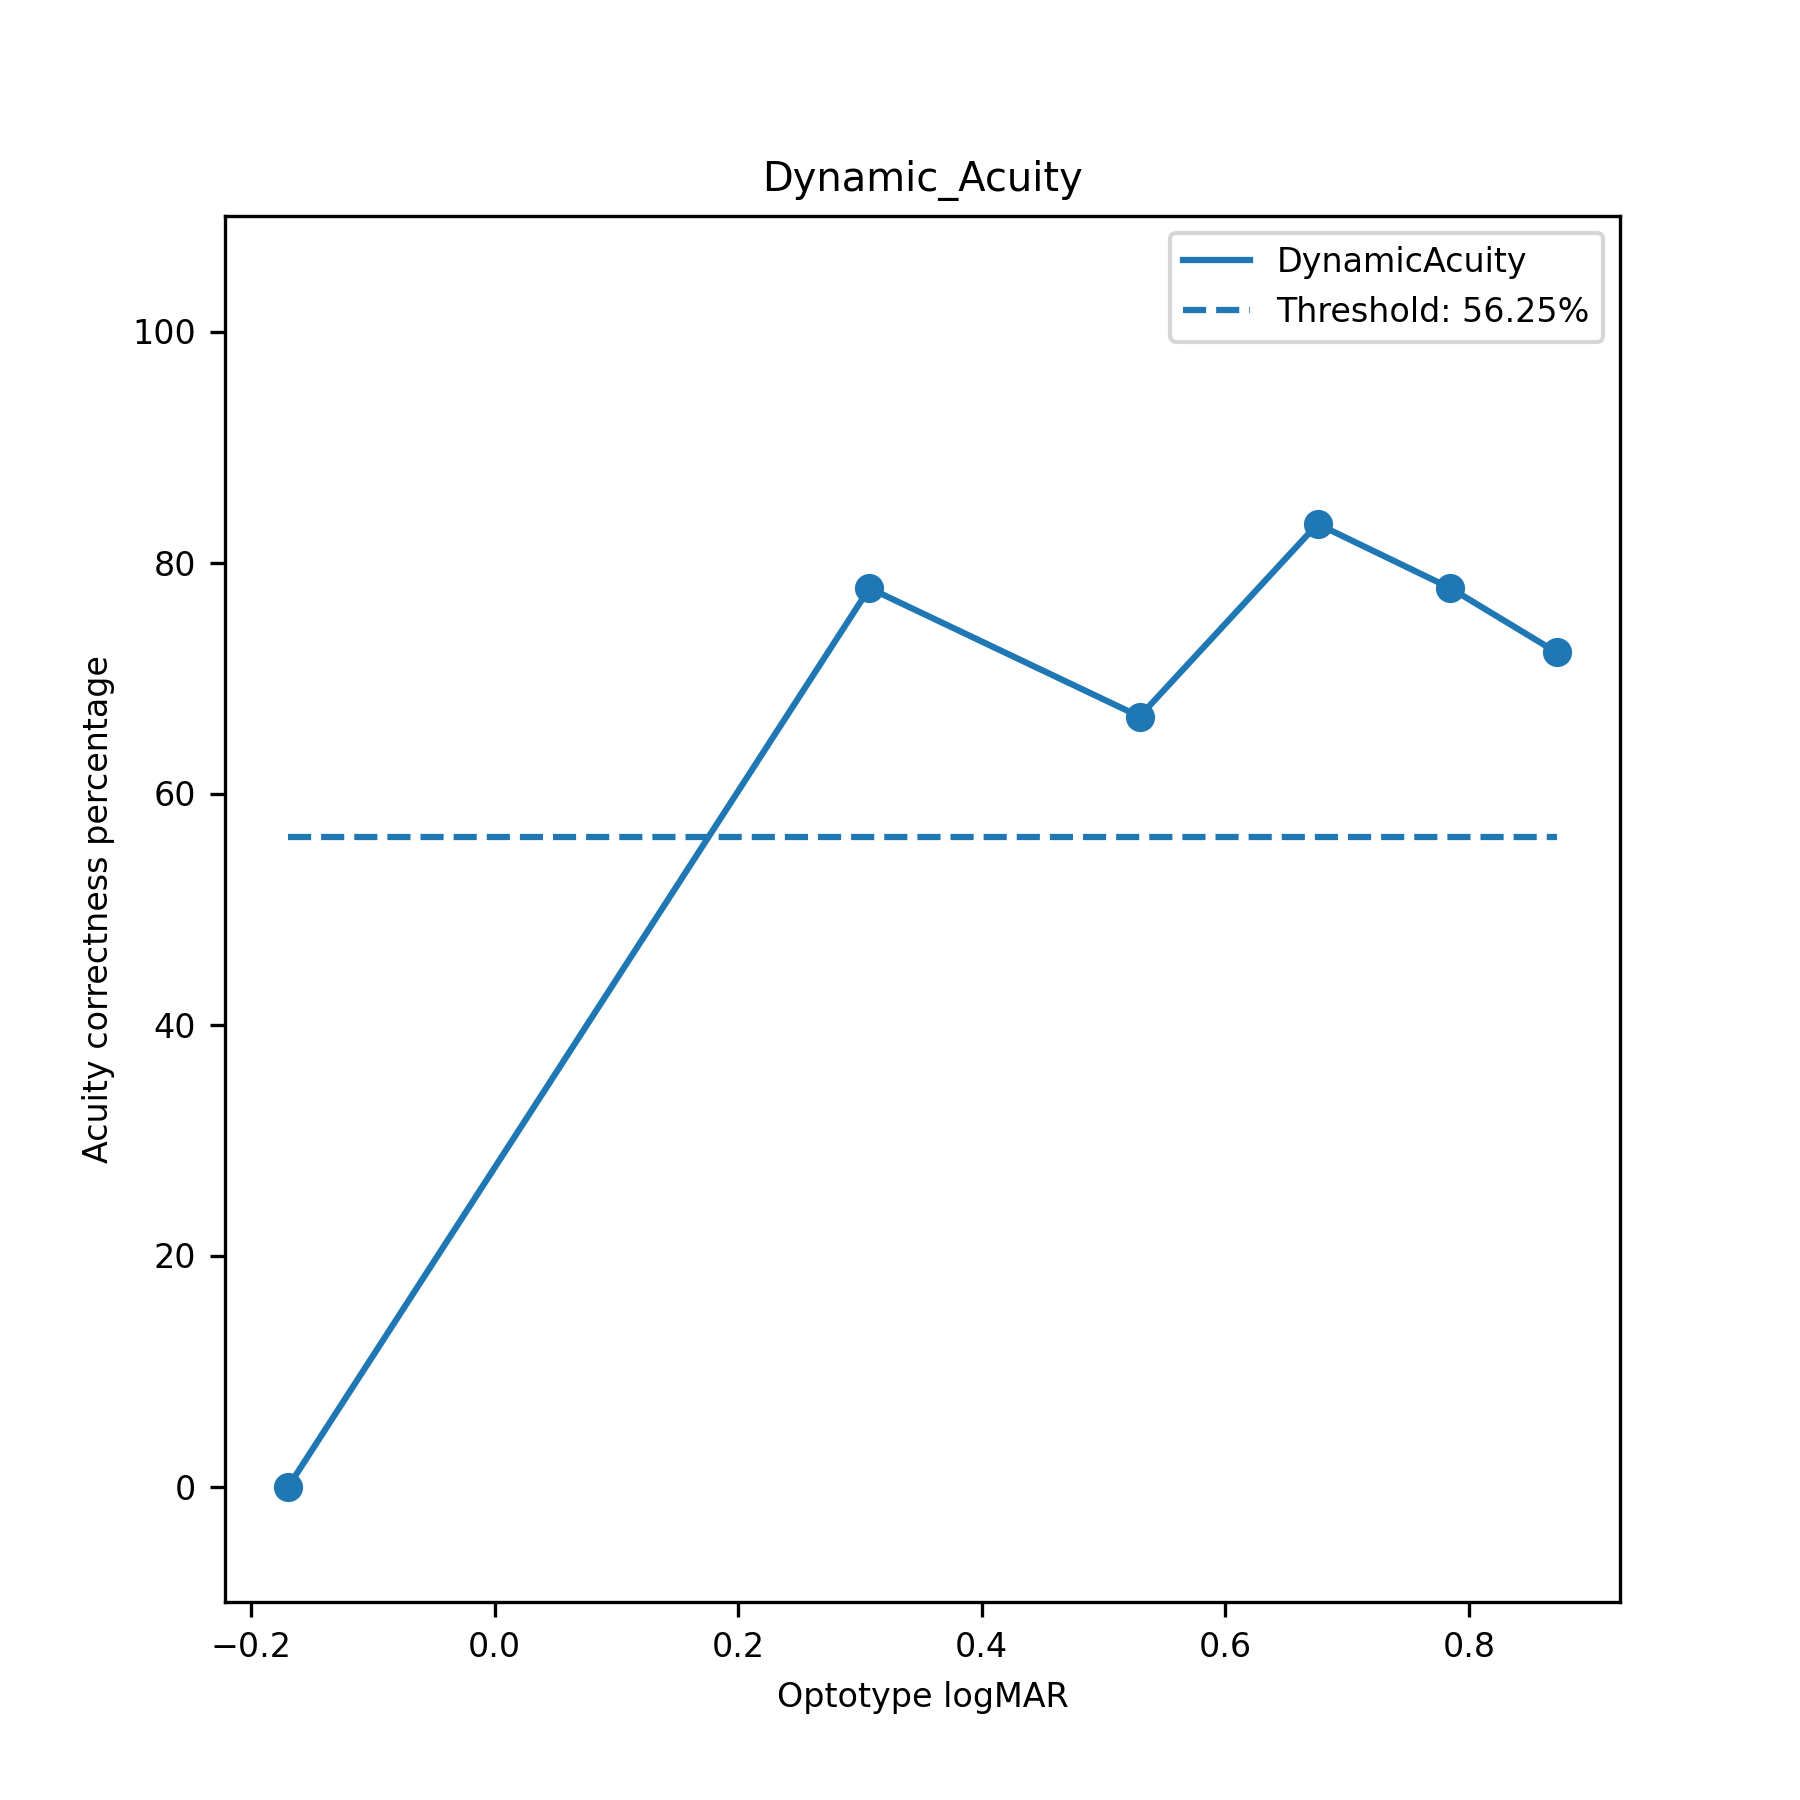 Dynamic_Acuity
DynamicAcuity
Threshold: 56.25%
100
80
60
40
20
0
Acuity correctness percentage
−0.2 0.0 0.2 0.4 0.6 0.8
Optotype logMAR